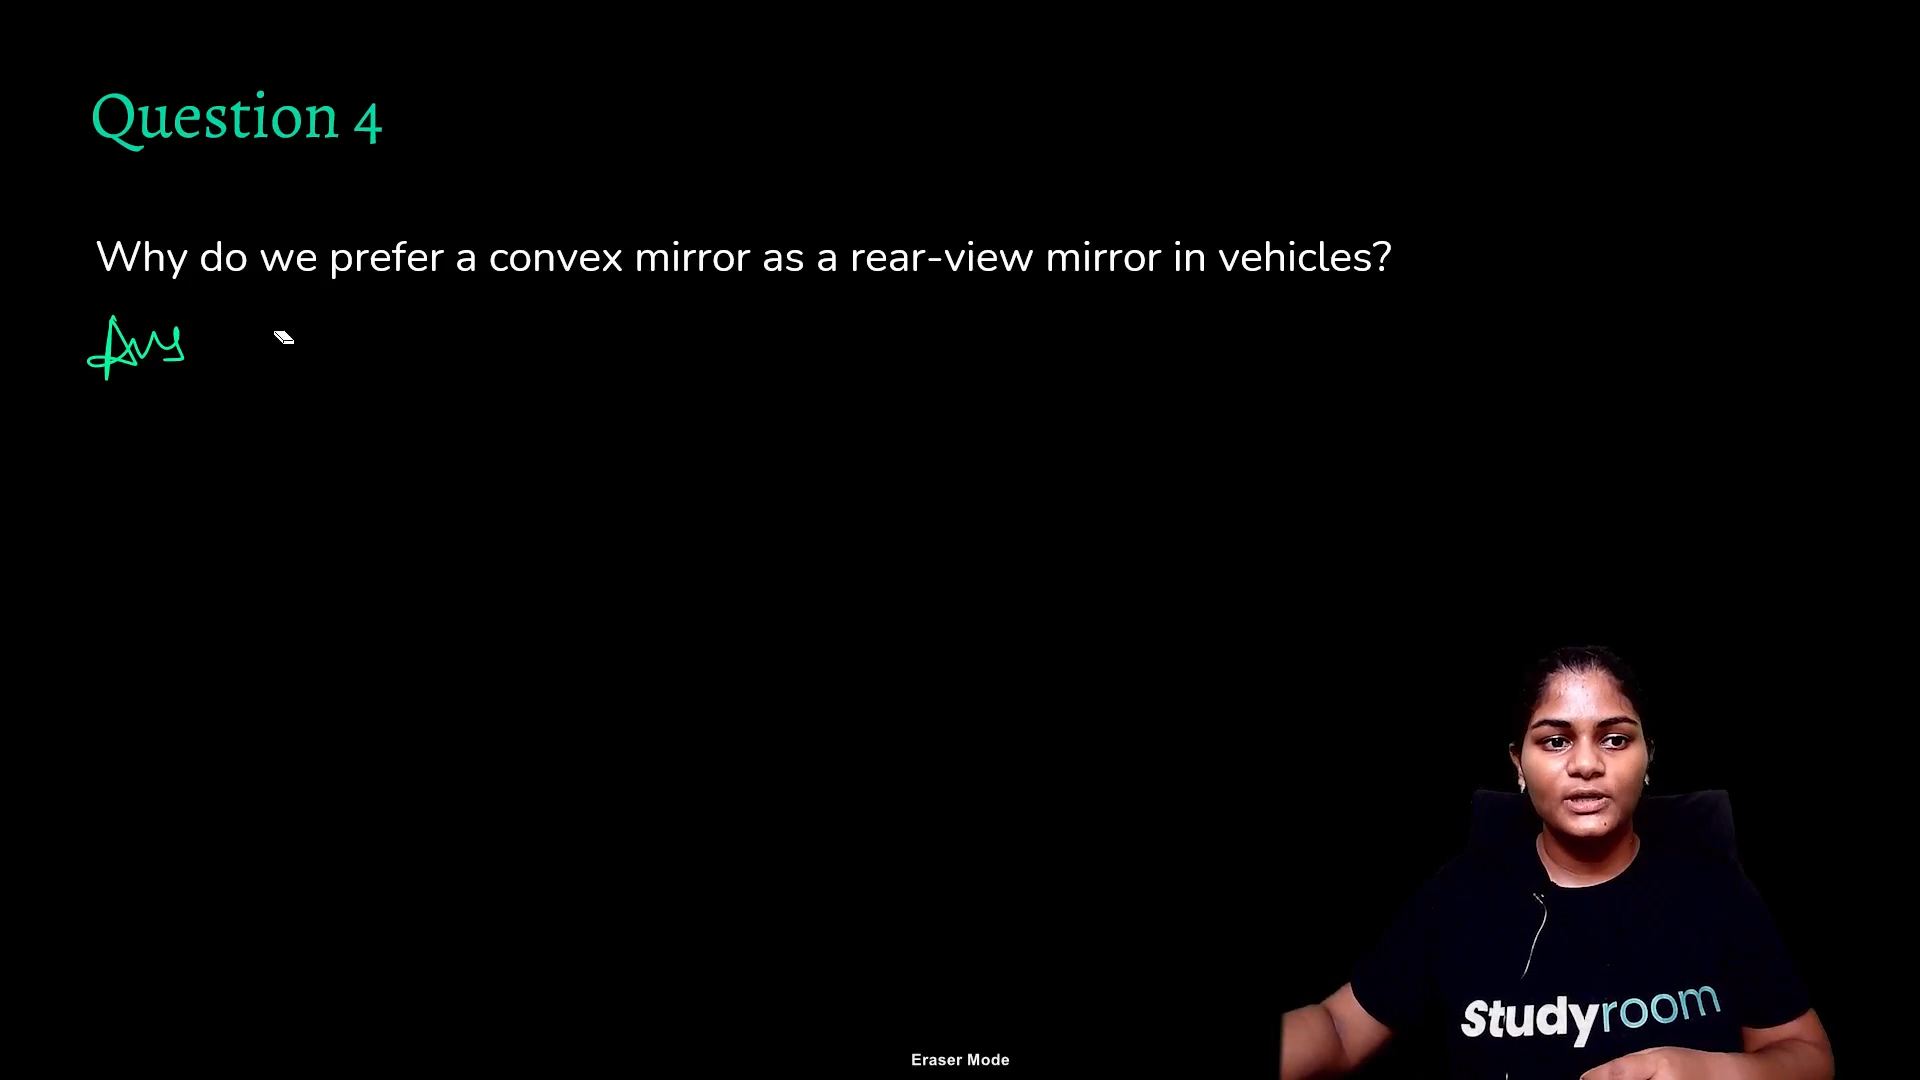 Question 4
Why do we prefer a convex mirror as a rear-view mirror in vehicles?
Ans
Studyroom
Eraser Mode